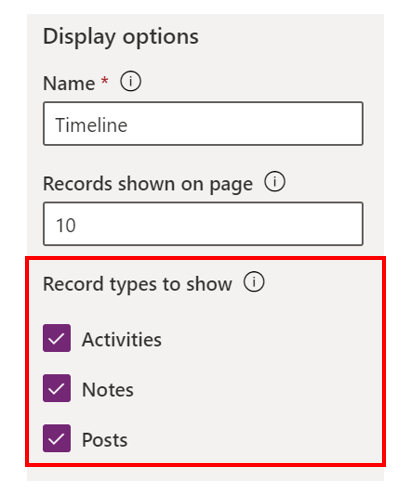 Display options
Name *
Timeline
Records shown on page
10
Record types to show
Activities
Notes
Posts